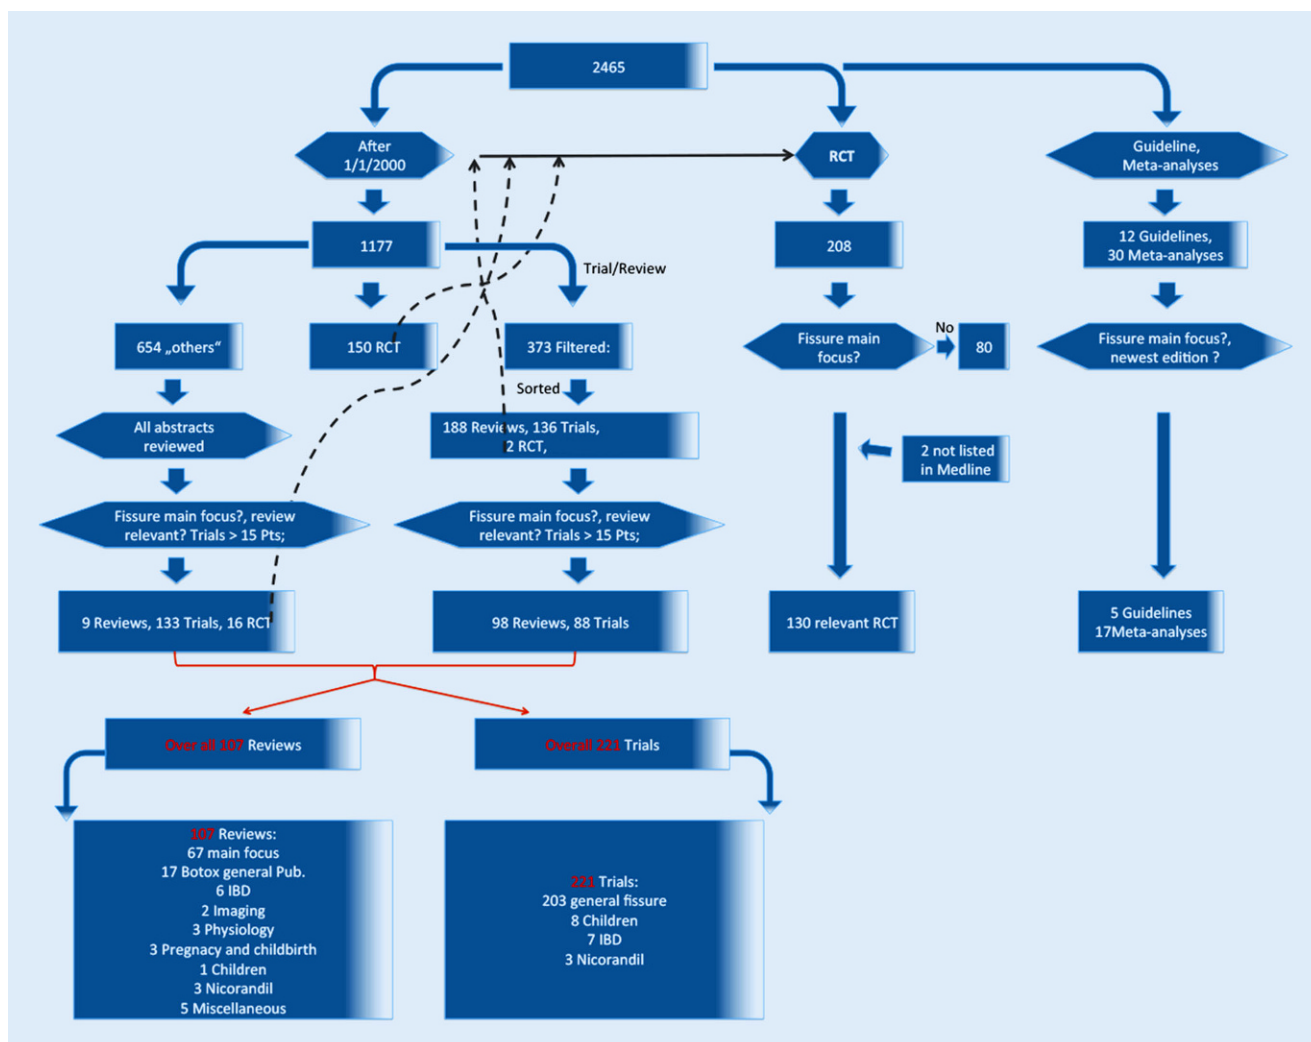 2465
After
1/1/2000
RCT
Guideline,
Meta-analyses
1177
208
12 Guidelines,
30 Meta-analyses
Trial/Review
654 „others“
150 RCT
373 Filtered:
Fissure main
focus?
No
80
Fissure main focus?,
newest edition ?
Sorted
All abstracts
reviewed
188 Reviews, 136 Trials,
2 RCT,
2 not listed
in Medline
Fissure main focus?, review
relevant? Trials > 15 Pts;
Fissure main focus?, review
relevant? Trials > 15 Pts;
9 Reviews, 133 Trials, 16 RCT
98 Reviews, 88 Trials
130 relevant RCT
5 Guidelines
17Meta-analyses
Over all 107 Reviews
Overall 221 Trials
107 Reviews:
67 main focus
17 Botox general Pub.
6 IBD
2 Imaging
3 Physiology
3 Pregnacy and childbirth
1 Children
3 Nicorandil
5 Miscellaneous
221 Trials:
203 general fissure
8 Children
7 IBD
3 Nicorandil